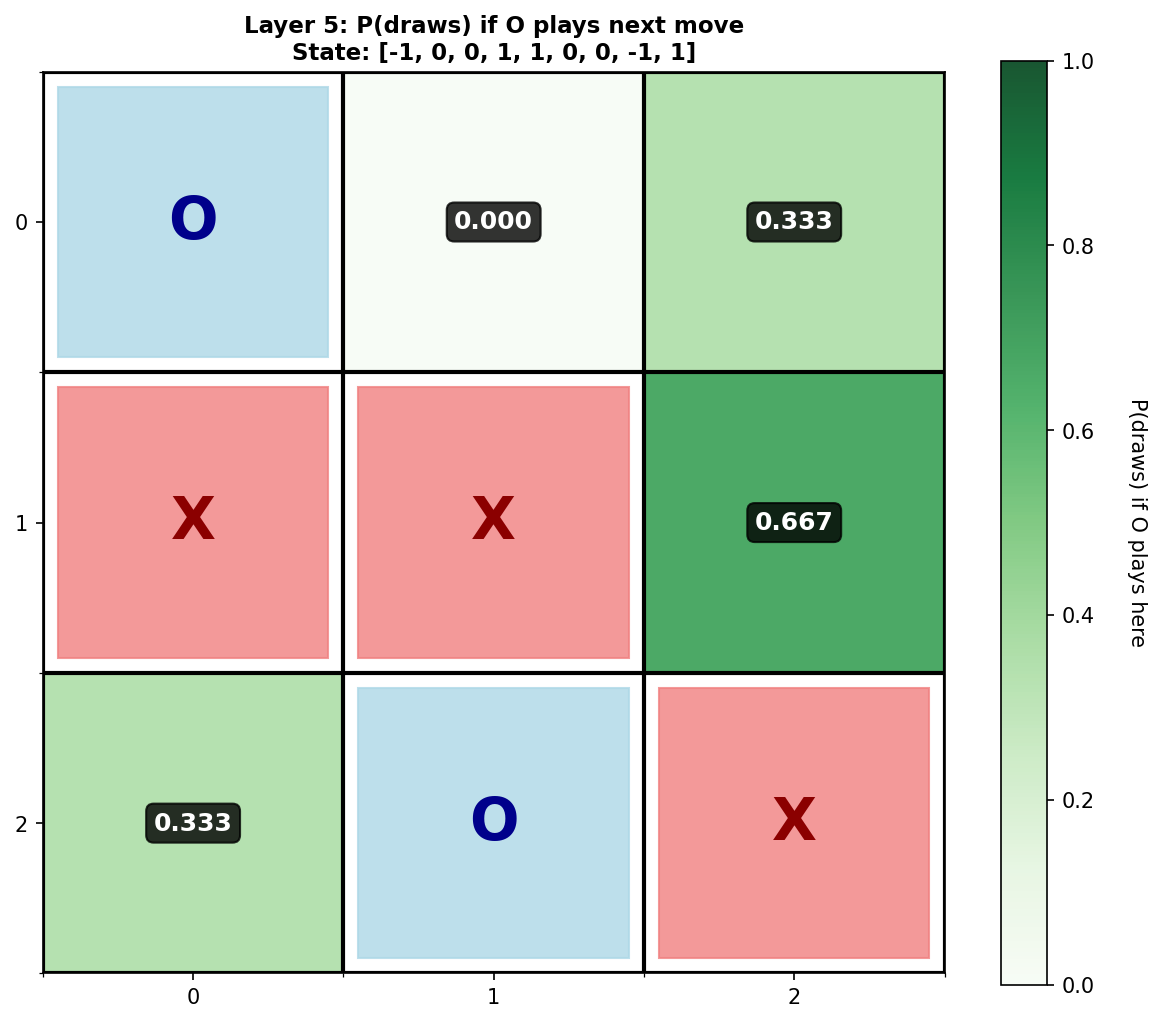 Layer 5: P(draws) if O plays next move
State: [-1, 0, 0, 1, 1, 0, 0, -1, 1]
0
O
0.000
0.333
1
X
X
0.667
2
0.333
O
X
0
1
2
1.0
0.8
0.6
0.4
0.2
0.0
P(draws) if O plays here